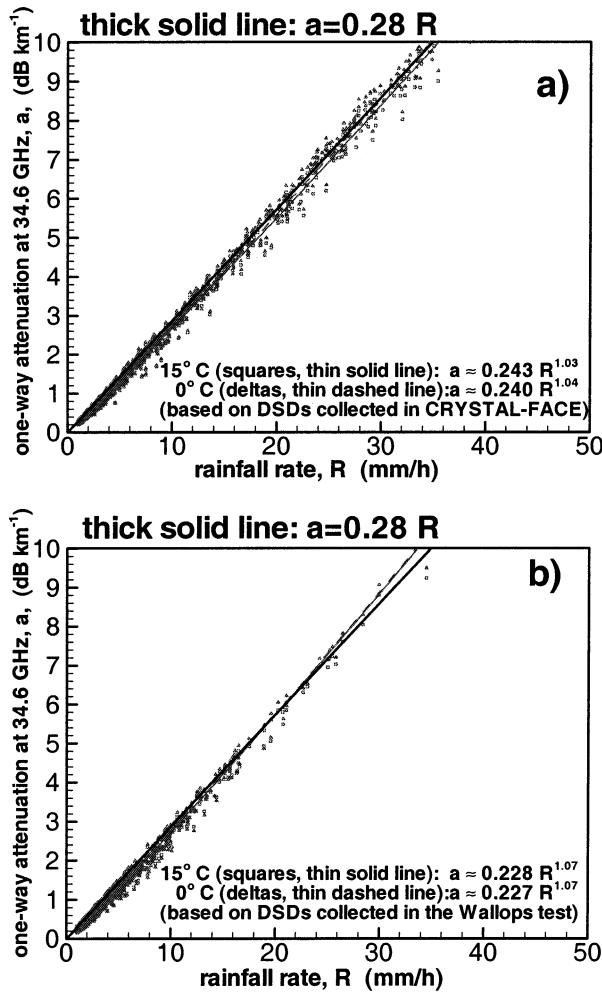 thick solid line: a=0.28 R
one-way attenuation at 34.6 GHz, a, (dB km⁻¹)
10
9
8
7
6
5
4
3
2
1
0
a)
15° C (squares, thin solid line): a ≈ 0.243 R^1.03
0° C (deltas, thin dashed line):a ≈ 0.240 R^1.04
(based on DSDs collected in CRYSTAL-FACE)
0 10 20 30 40 50
rainfall rate, R (mm/h)
thick solid line: a=0.28 R
one-way attenuation at 34.6 GHz, a, (dB km⁻¹)
10
9
8
7
6
5
4
3
2
1
0
b)
15° C (squares, thin solid line): a ≈ 0.228 R^1.07
0° C (deltas, thin dashed line):a ≈ 0.227 R^1.07
(based on DSDs collected in the Wallops test)
0 10 20 30 40 50
rainfall rate, R (mm/h)